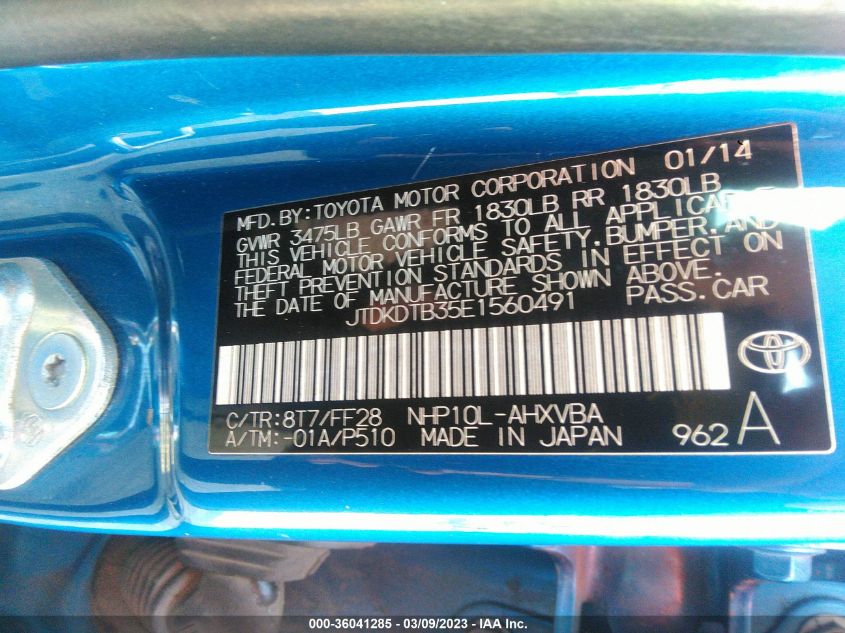 MFD. BY: TOYOTA MOTOR CORPORATION 01/14
GVWR 3475LB GAWR FR 1830LB RR 1830LB
THIS VEHICLE CONFORMS TO ALL
FEDERAL MOTOR VEHICLE SAFETY, BUMPER, AND
THEFT PREVENTION STANDARDS IN EFFECT ON
THE DATE OF MANUFACTURE SHOWN ABOVE.
JTDKDTB35E1560491 PASS. CAR
C/TR: 8T7/FF28 NHP10L-AHXVBA
A/TM: -01A/P510 MADE IN JAPAN 962 A
000-36041285 - 03/09/2023 - IAA Inc.